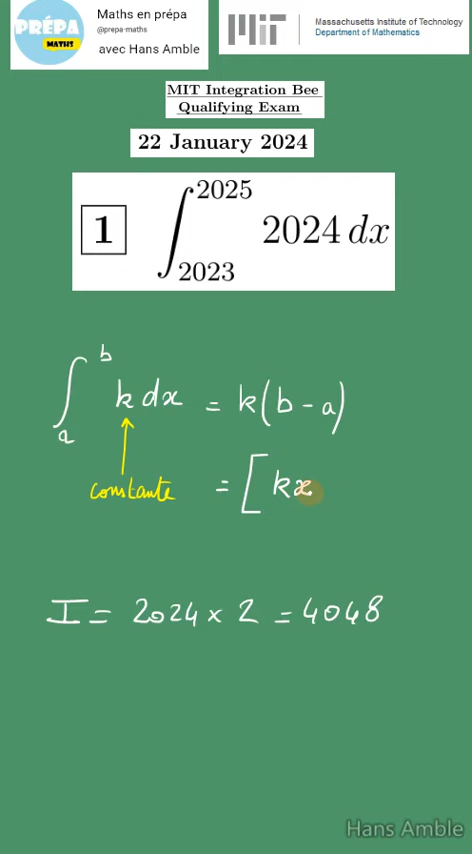 PRÉPA
MATHS
Maths en prépa
@prepa-maths
avec Hans Amble
Massachusetts Institute of Technology
Department of Mathematics
MIT Integration Bee
Qualifying Exam
22 January 2024
1 ∫_{2023}^{2025} 2024 dx
∫_a^b k dx = k(b - a)
constante = [kx
I = 2024 × 2 = 4048
Hans Amble